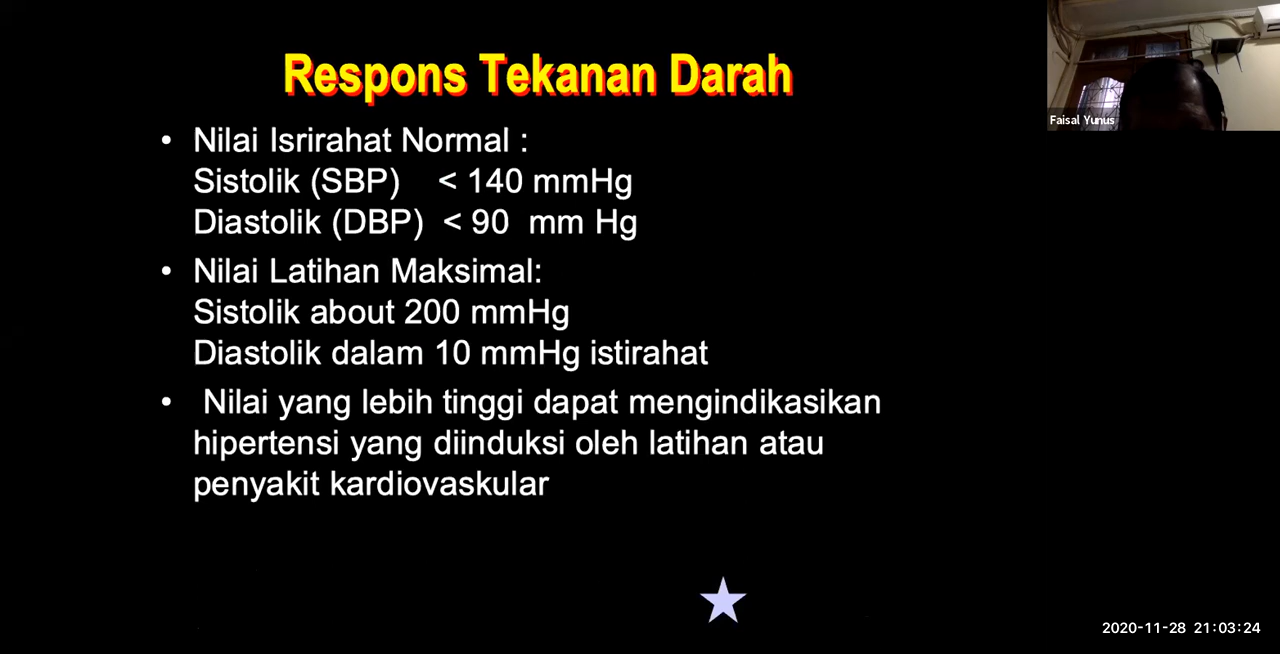 Respons Tekanan Darah
Faisal Yunus
• Nilai Isrirahat Normal :
Sistolik (SBP) < 140 mmHg
Diastolik (DBP) < 90 mm Hg
• Nilai Latihan Maksimal:
Sistolik about 200 mmHg
Diastolik dalam 10 mmHg istirahat
• Nilai yang lebih tinggi dapat mengindikasikan
hipertensi yang diinduksi oleh latihan atau
penyakit kardiovaskular
2020-11-28 21:03:24